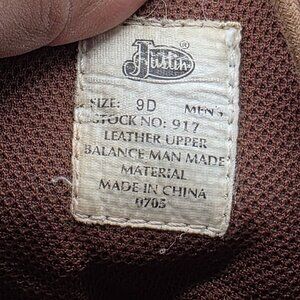 Justin ®
SIZE: 9D MEN'S
STOCK NO: 917
LEATHER UPPER
BALANCE MAN MADE
MATERIAL
MADE IN CHINA
0705